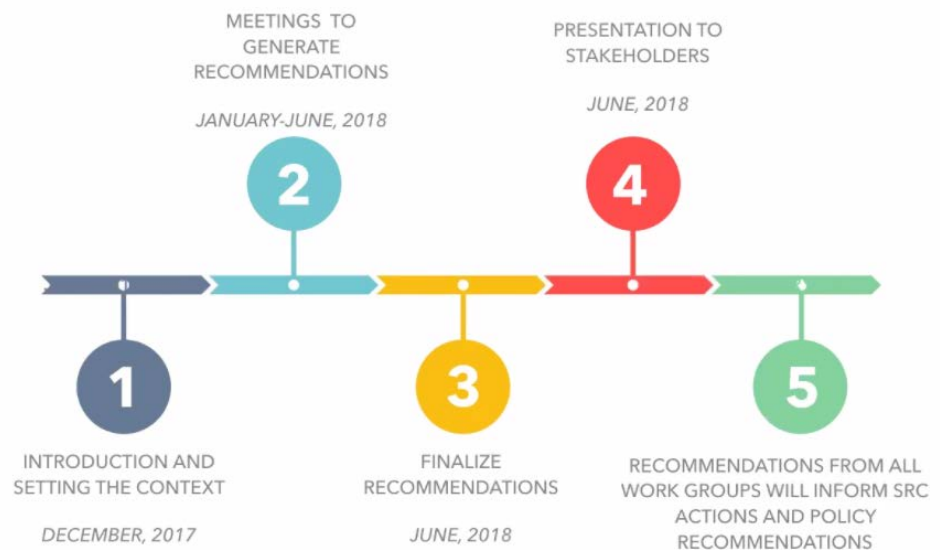 1
INTRODUCTION AND
SETTING THE CONTEXT
DECEMBER, 2017
MEETINGS TO
GENERATE
RECOMMENDATIONS
JANUARY-JUNE, 2018
2
3
FINALIZE
RECOMMENDATIONS
JUNE, 2018
PRESENTATION TO
STAKEHOLDERS
JUNE, 2018
4
5
RECOMMENDATIONS FROM ALL
WORK GROUPS WILL INFORM SRC
ACTIONS AND POLICY
RECOMMENDATIONS